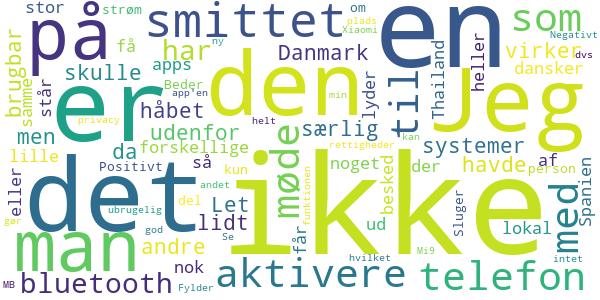 stor strøm om plads ny Xiaomi Negativt
på smittet en som
få har Danmark virker
brugbar samme står skulle apps Beder app'en
er den til Jeg
håbet lyder Thailand heller dansker dvs
men udenfor særlig min
privacy forskellige helt rettigheder kan
lille da Positivt så møde noget systemer
det ikke
eller kun besked der havde af person
Let funktionen Spanien
ubrugelig andet del lidt ud Sluger lokal med
gør man andre god får
bluetooth nok Se aktivere hvilket Mi9 telefon intet
MB Fylder